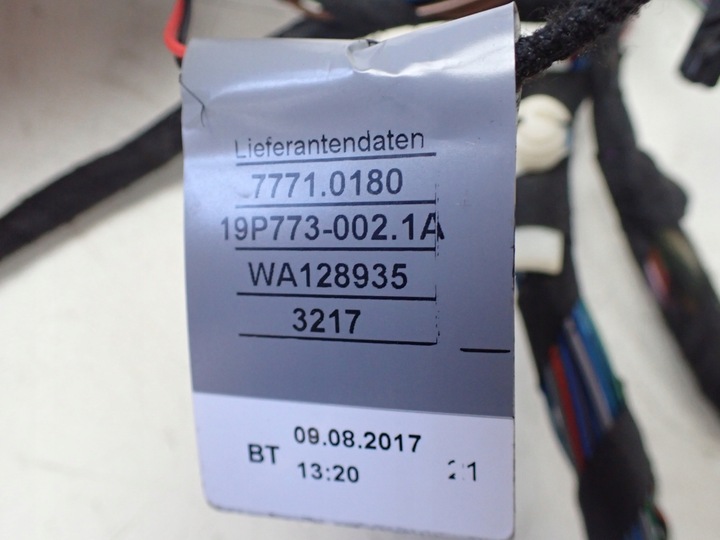 Lieferantendaten
7771.0180
19P773-002.1A
WA128935
3217
BT
09.08.2017
13:20